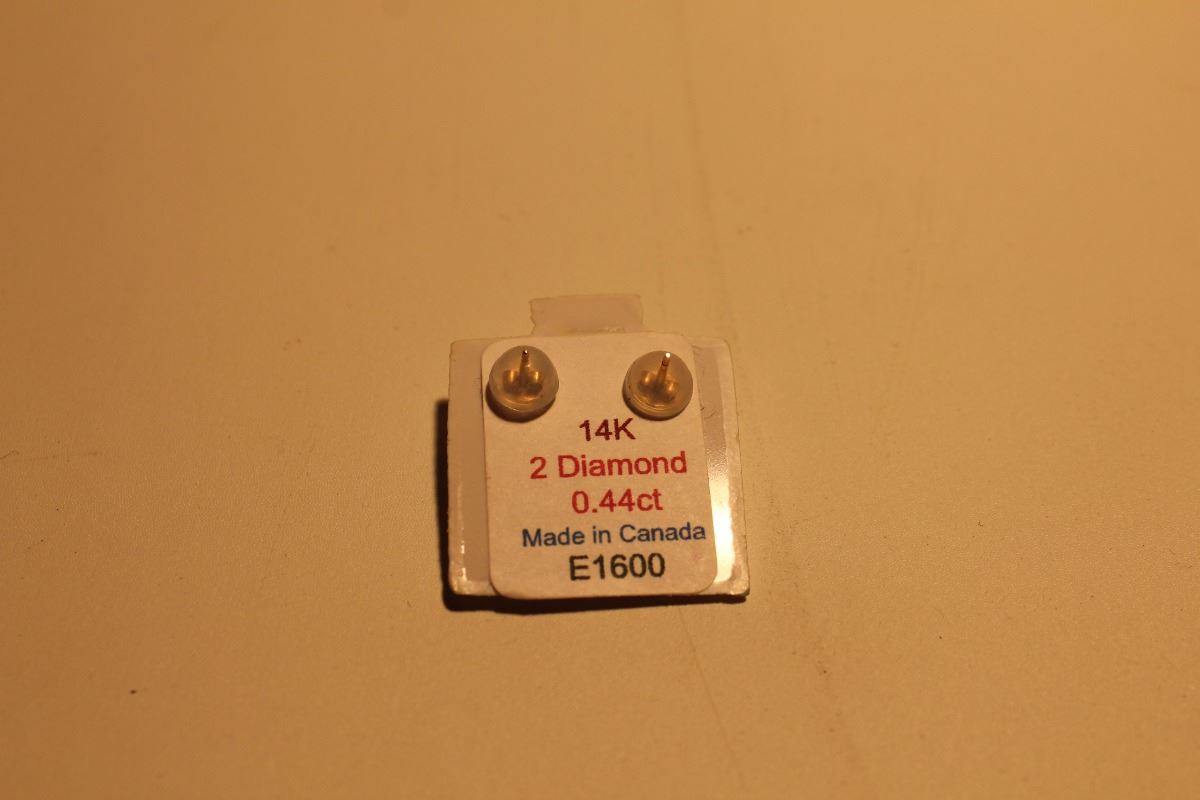 14K
2 Diamond
0.44ct
Made in Canada
E1600